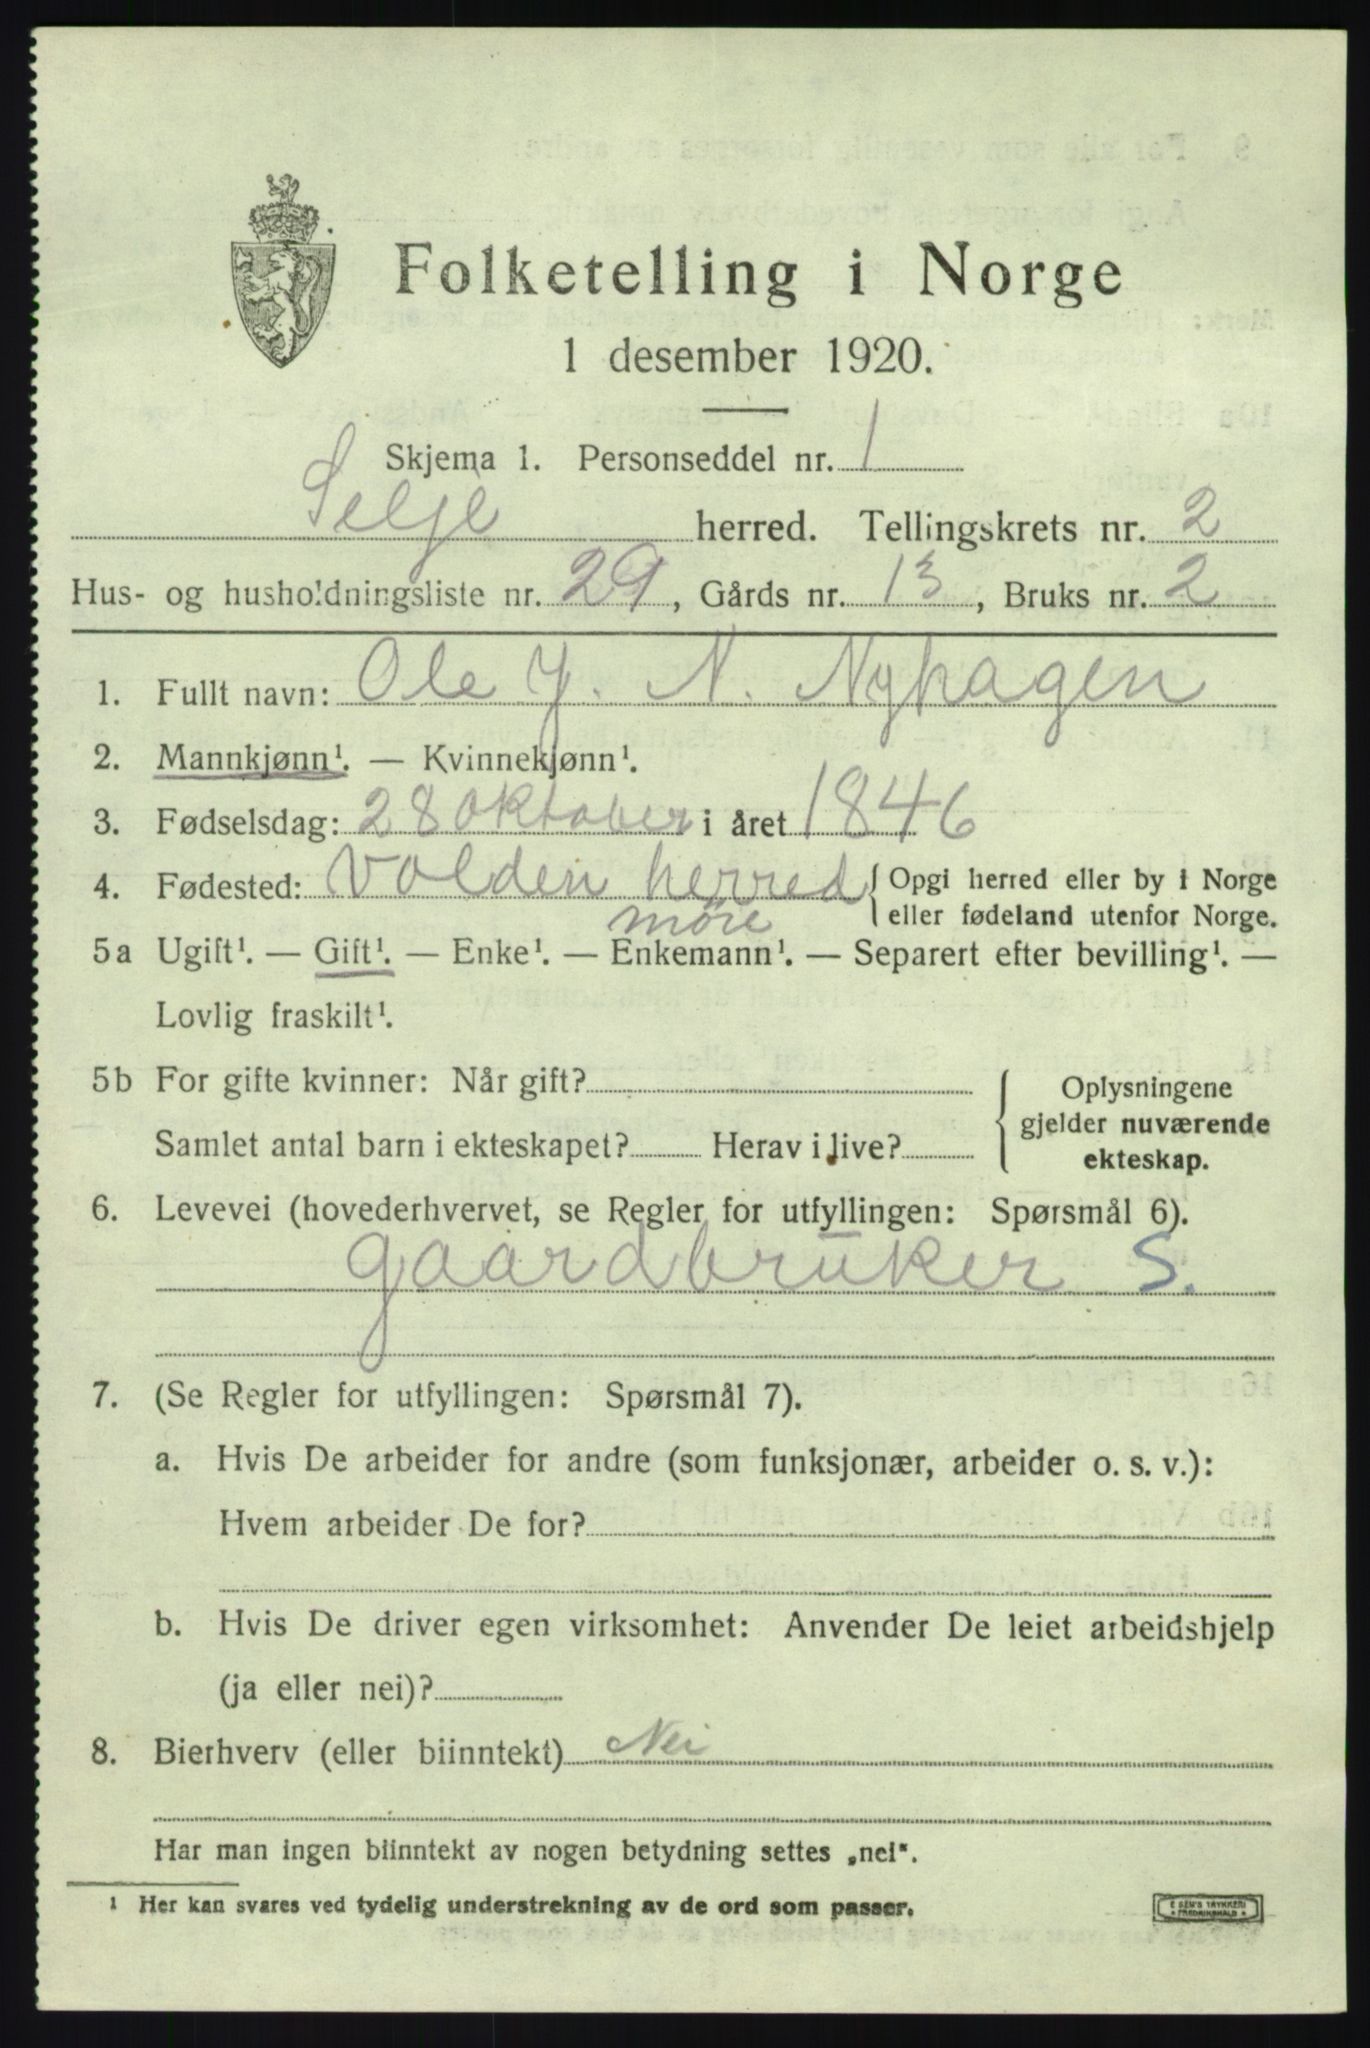 Folketelling i Norge
1 desember 1920.
Skjema 1. Personseddel nr. 1
Selje herred. Tellingskrets nr. 2
Hus- og husholdningsliste nr. 29, Gårds nr. 13, Bruks nr. 2
1. Fullt navn: Ole J. N. Nyhagen
2. Mannkjønn¹. — Kvinnekjønn¹.
3. Fødselsdag: 28 oktober i året 1846
4. Fødested: Volden herred { Opgi herred eller by i Norge
møre eller fødeland utenfor Norge.
5a Ugift¹. — Gift¹. — Enke¹. — Enkemann¹. — Separert efter bevilling¹. —
Lovlig fraskilt¹.
5b For gifte kvinner: Når gift? { Oplysningene
gjelder nuværende
Samlet antal barn i ekteskapet? Herav i live?
ekteskap.
6. Levevei (hovederhvervet, se Regler for utfyllingen: Spørsmål 6).
gaardbruker S.
7. (Se Regler for utfyllingen: Spørsmål 7).
a. Hvis De arbeider for andre (som funksjonær, arbeider o. s. v.):
Hvem arbeider De for?
b. Hvis De driver egen virksomhet: Anvender De leiet arbeidshjelp
(ja eller nei)?
8. Bierhverv (eller biinntekt) Nei
Har man ingen biinntekt av nogen betydning settes „nei".
¹ Her kan svares ved tydelig understrekning av de ord som passer.
E SEM'S TRYKKERI
FREDRIKSHALD